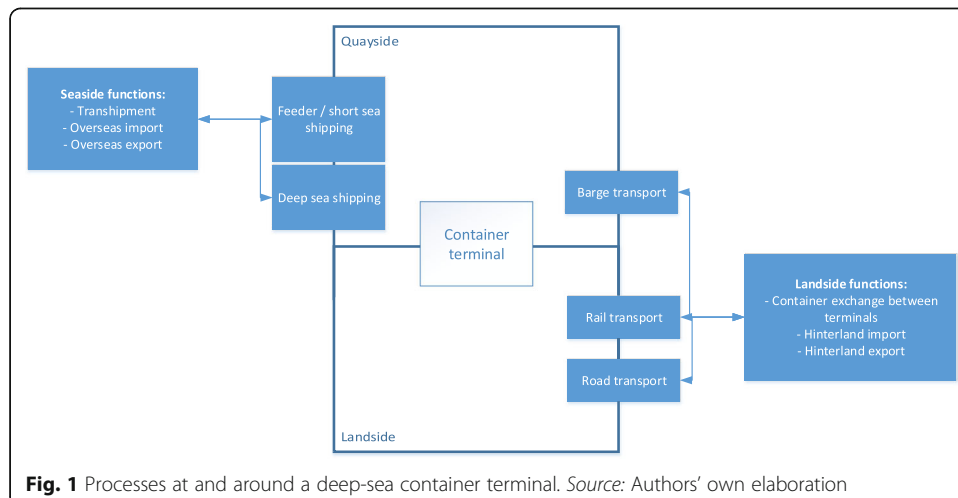 Quayside
Seaside functions:
- Transhipment
- Overseas import
- Overseas export
Feeder / short sea
shipping
Deep sea shipping
Barge transport
Container
terminal
Landside functions:
- Container exchange between
terminals
- Hinterland import
- Hinterland export
Rail transport
Road transport
Landside
Fig. 1 Processes at and around a deep-sea container terminal. Source: Authors' own elaboration